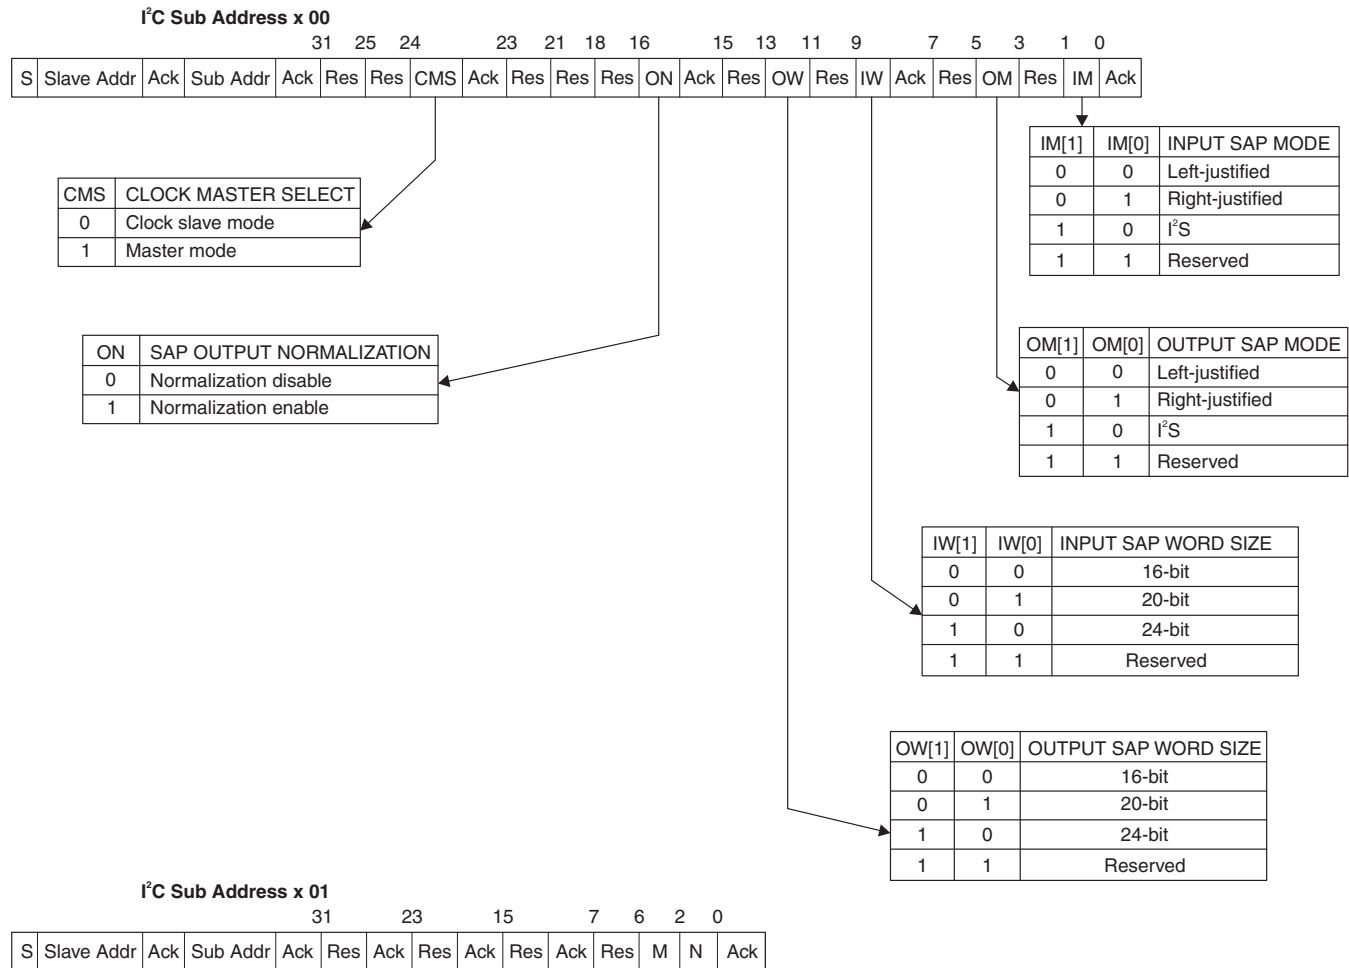 I²C Sub Address x 00
31 25 24 23 21 18 16 15 13 11 9 7 5 3 1 0
S Slave Addr Ack Sub Addr Ack Res Res CMS Ack Res Res Res ON Ack Res OW Res IW Ack Res OM Res IM Ack
IM[1] IM[0] INPUT SAP MODE
0 0 Left-justified
0 1 Right-justified
1 0 I²S
1 1 Reserved
CMS CLOCK MASTER SELECT
0 Clock slave mode
1 Master mode
ON SAP OUTPUT NORMALIZATION
0 Normalization disable
1 Normalization enable
OM[1] OM[0] OUTPUT SAP MODE
0 0 Left-justified
0 1 Right-justified
1 0 I²S
1 1 Reserved
IW[1] IW[0] INPUT SAP WORD SIZE
0 0 16-bit
0 1 20-bit
1 0 24-bit
1 1 Reserved
OW[1] OW[0] OUTPUT SAP WORD SIZE
0 0 16-bit
0 1 20-bit
1 0 24-bit
1 1 Reserved
I²C Sub Address x 01
31 23 15 7 6 2 0
S Slave Addr Ack Sub Addr Ack Res Ack Res Ack Res Ack Res M N Ack